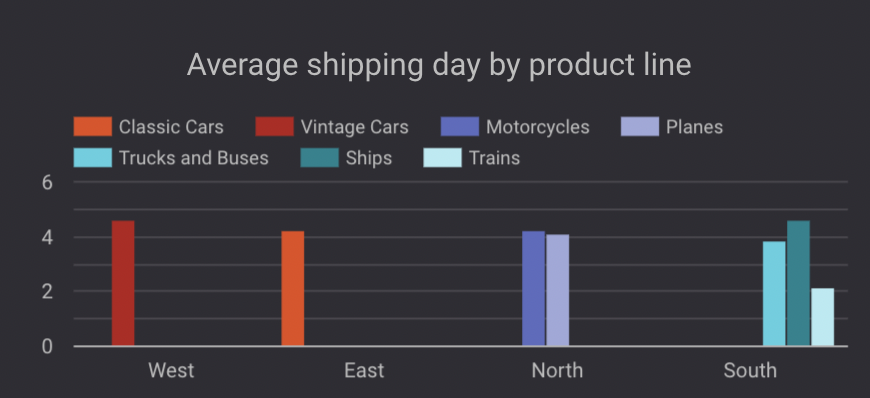 Average shipping day by product line
Classic Cars Vintage Cars Motorcycles Planes
Trucks and Buses Ships Trains
6
4
2
0
West East North South